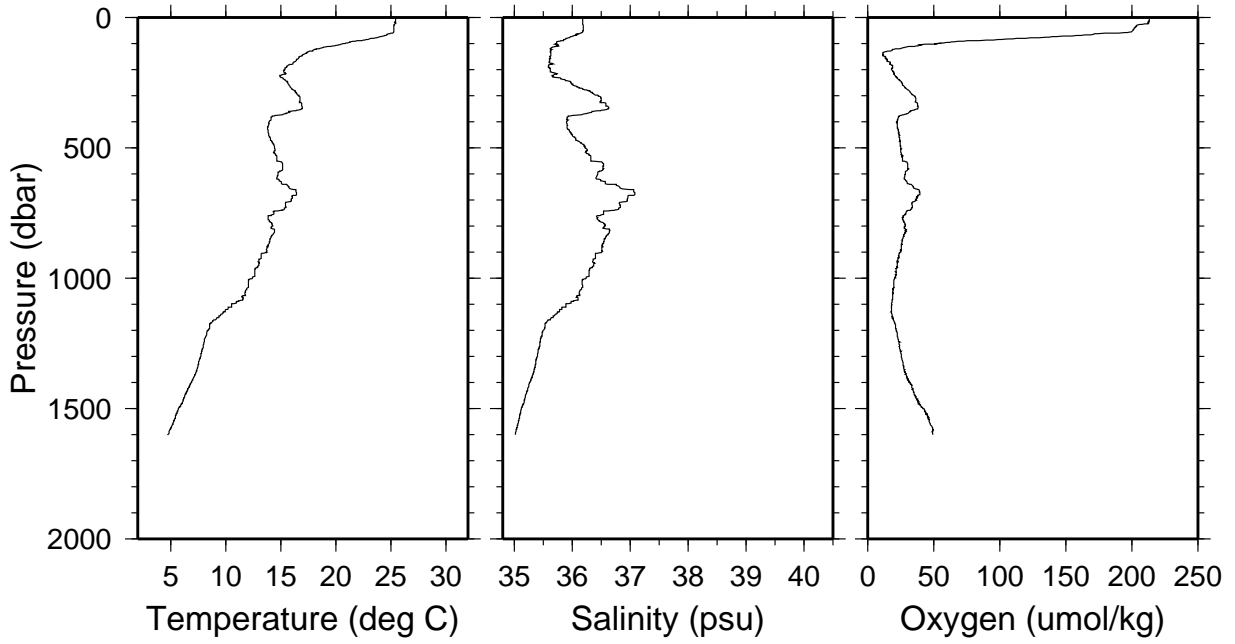 0
500
1000
1500
2000
Pressure (dbar)
5 10 15 20 25 30
Temperature (deg C)
35 36 37 38 39 40
Salinity (psu)
0 50 100 150 200 250
Oxygen (umol/kg)